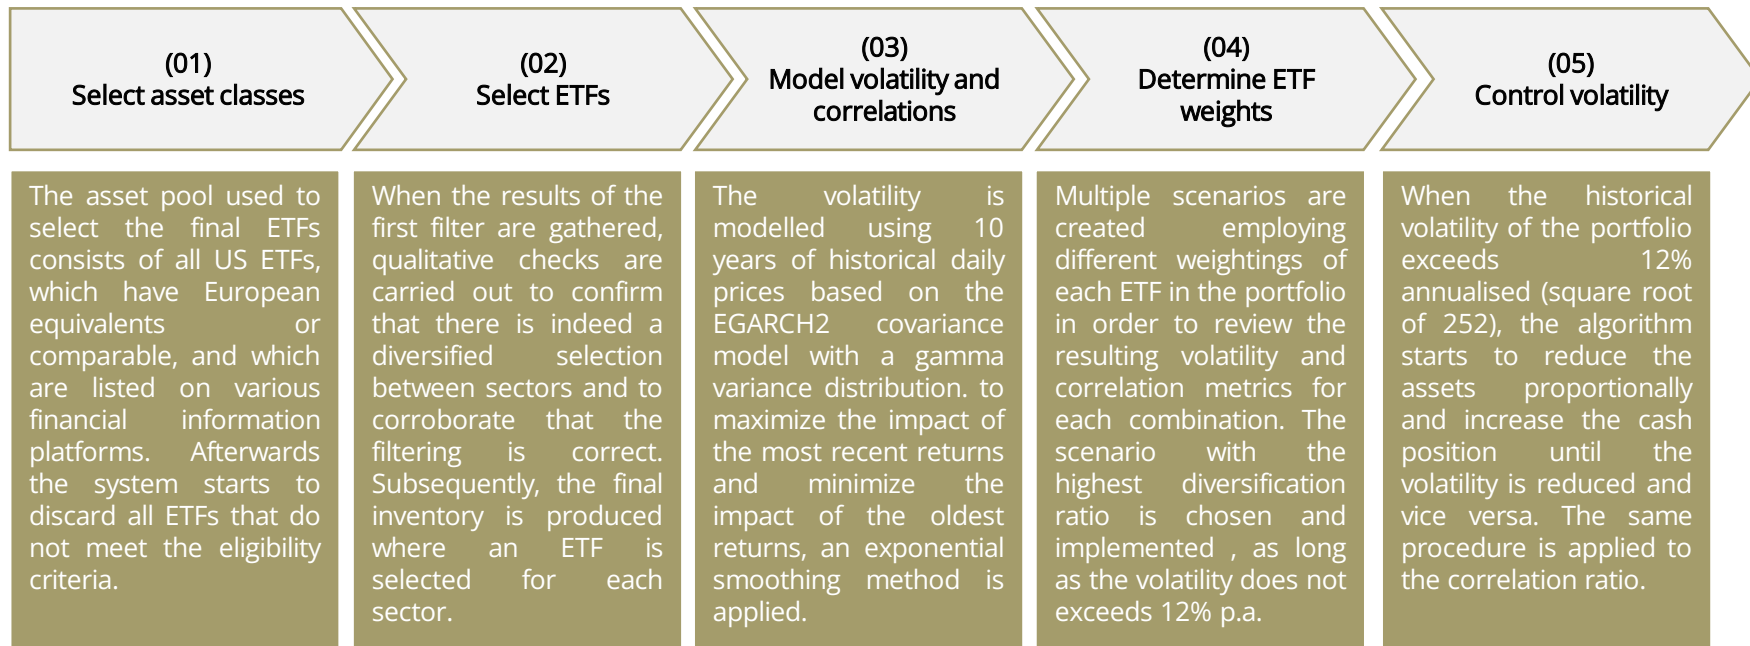 (01)
Select asset classes
(02)
Select ETFs
(03)
Model volatility and
correlations
(04)
Determine ETF
weights
(05)
Control volatility
The asset pool used to
select the final ETFs
consists of all US ETFs,
which have European
equivalents or
comparable, and which
are listed on various
financial information
platforms. Afterwards
the system starts to
discard all ETFs that do
not meet the eligibility
criteria.
When the results of the
first filter are gathered,
qualitative checks are
carried out to confirm
that there is indeed a
diversified selection
between sectors and to
corroborate that the
filtering is correct.
Subsequently, the final
inventory is produced
where an ETF is
selected for each
sector.
The volatility is
modelled using 10
years of historical daily
prices based on the
EGARCH2 covariance
model with a gamma
variance distribution. to
maximize the impact of
the most recent returns
and minimize the
impact of the oldest
returns, an exponential
smoothing method is
applied.
Multiple scenarios are
created employing
different weightings of
each ETF in the portfolio
in order to review the
resulting volatility and
correlation metrics for
each combination. The
scenario with the
highest diversification
ratio is chosen and
implemented , as long
as the volatility does not
exceeds 12% p.a.
When the historical
volatility of the portfolio
exceeds 12%
annualised (square root
of 252), the algorithm
starts to reduce the
assets proportionally
and increase the cash
position until the
volatility is reduced and
vice versa. The same
procedure is applied to
the correlation ratio.